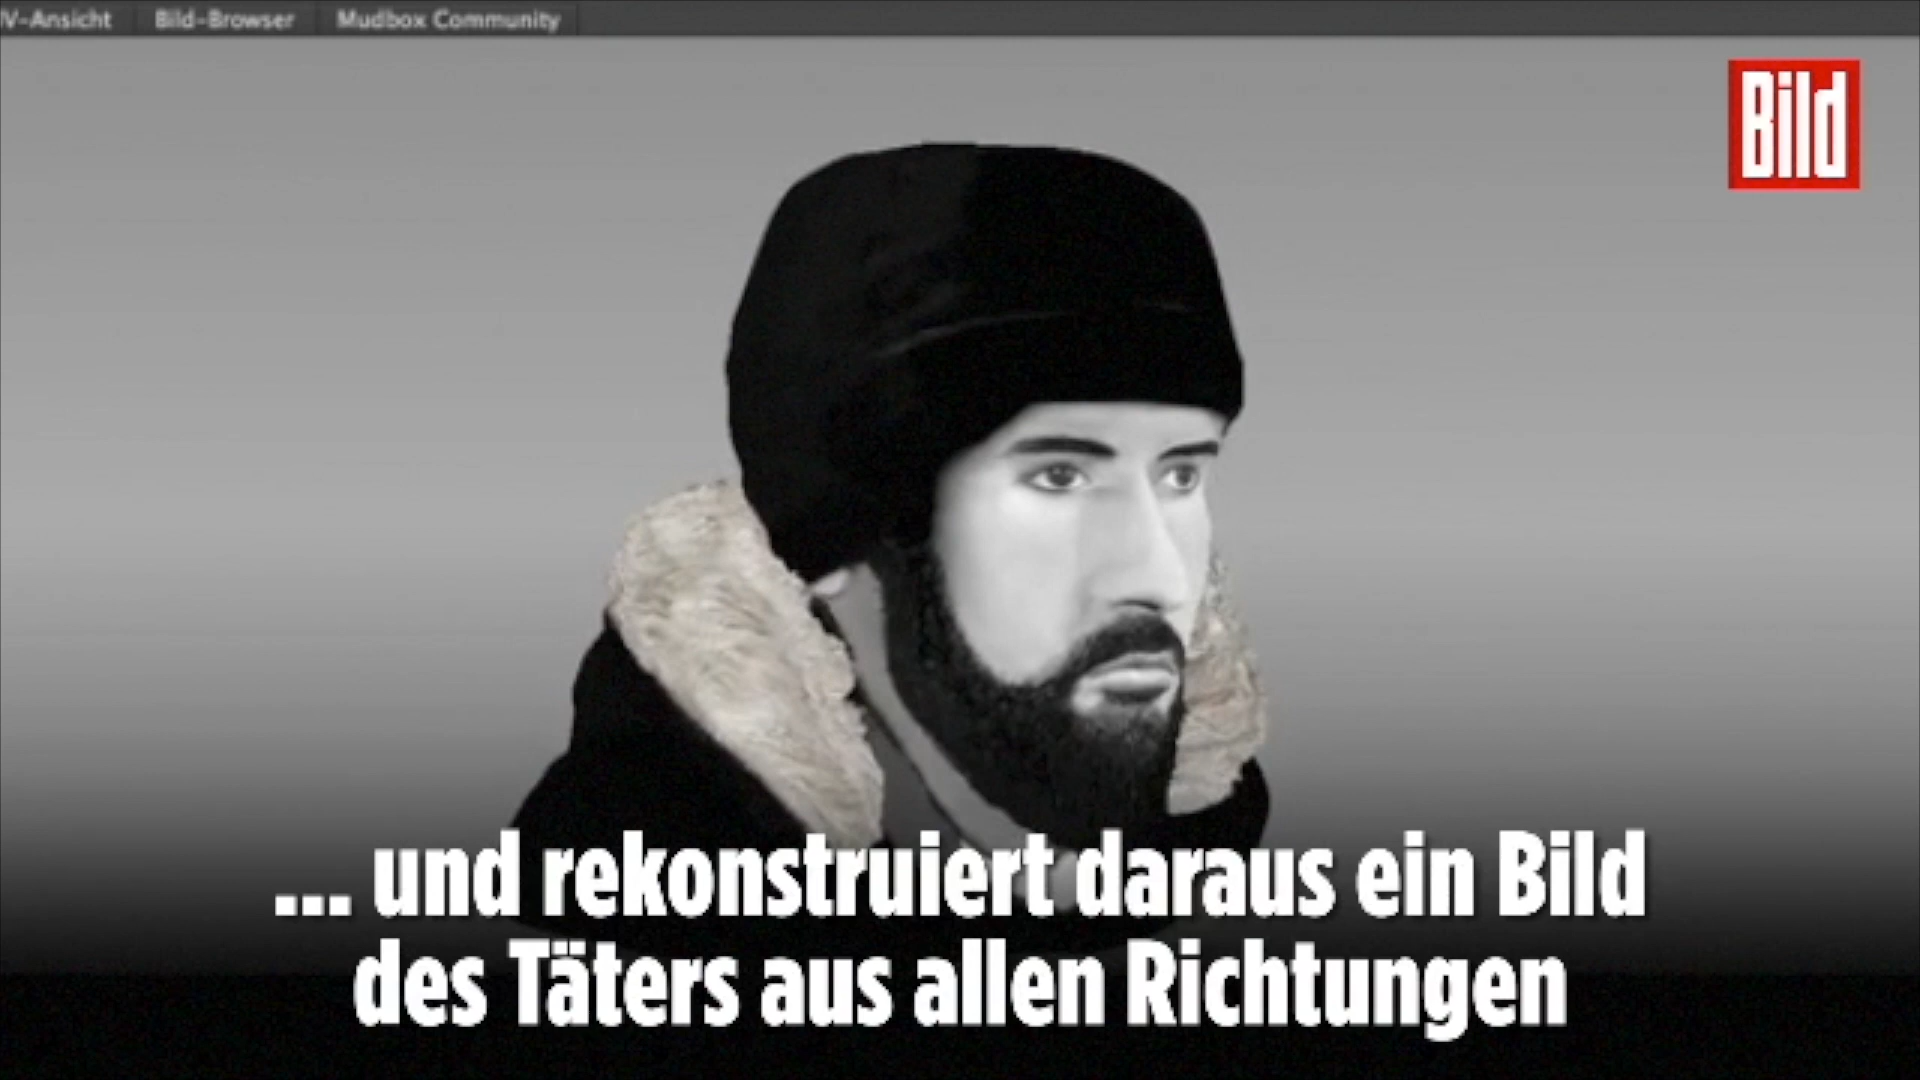 V-Ansicht Bild-Browser Mudbox Community
Bild
... und rekonstruiert daraus ein Bild
des Täters aus allen Richtungen